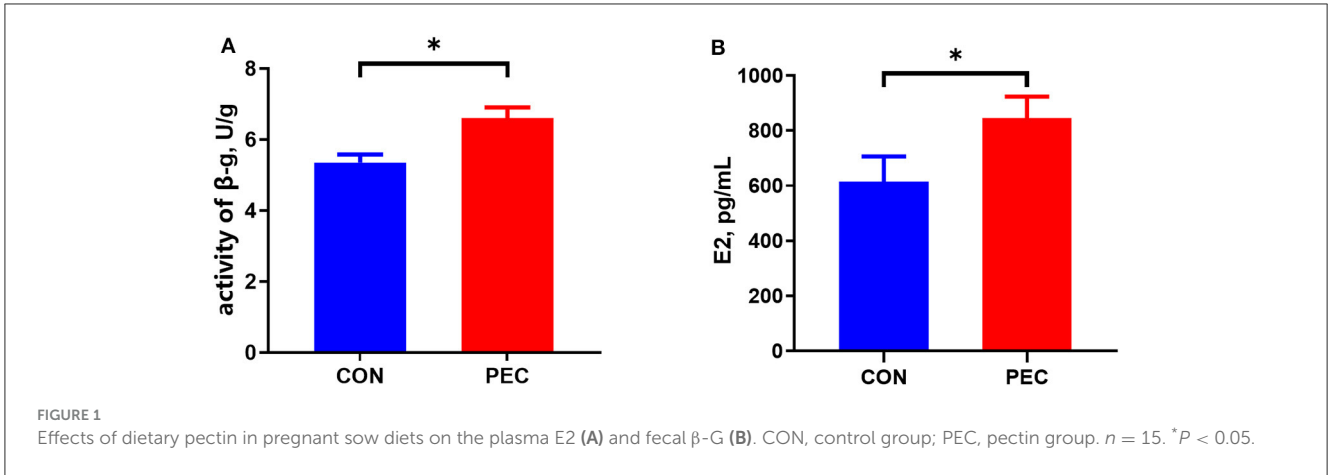 A
*
activity of β-g, U/g
8
6
4
2
0
CON PEC
B
*
E2, pg/mL
1000
800
600
400
200
0
CON PEC
FIGURE 1
Effects of dietary pectin in pregnant sow diets on the plasma E2 (A) and fecal β-G (B). CON, control group; PEC, pectin group. n = 15. *P < 0.05.